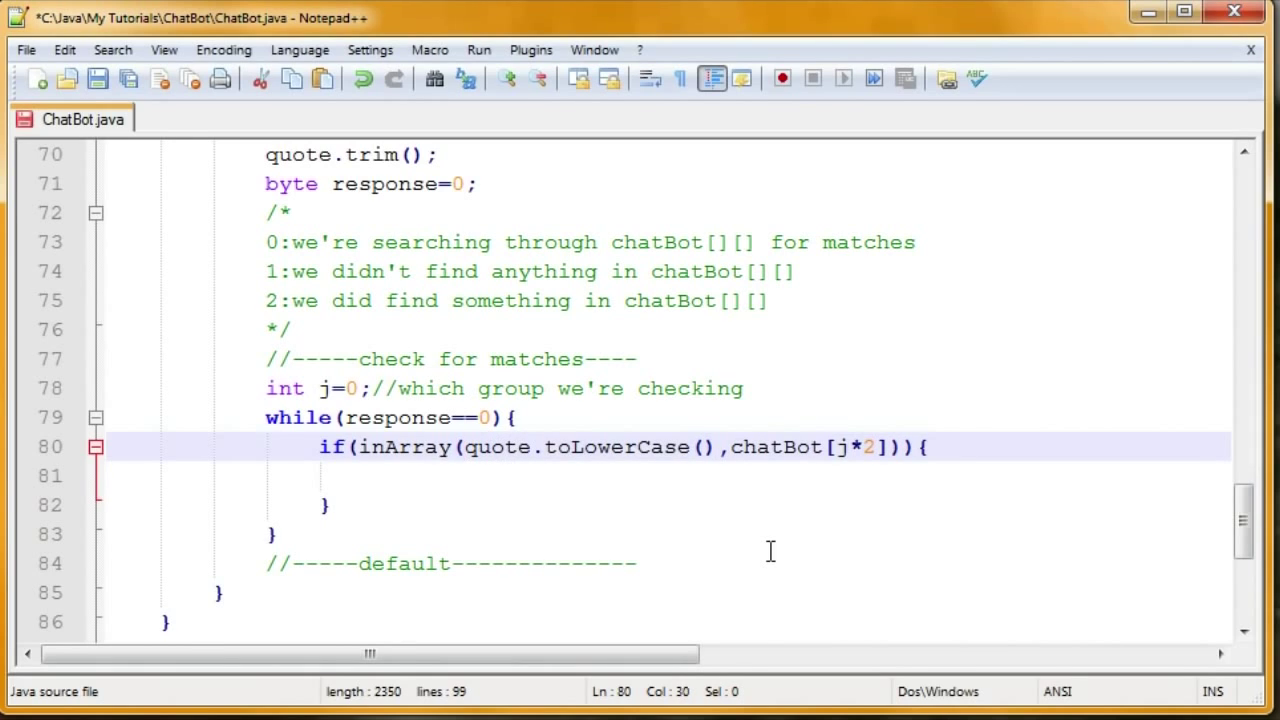 *C:\Java\My Tutorials\ChatBot\ChatBot.java - Notepad++
File Edit Search View Encoding Language Settings Macro Run Plugins Window ? X
ABC
ChatBot.java
70 quote.trim();
71 byte response=0;
72 /*
73 0:we're searching through chatBot[][] for matches
74 1:we didn't find anything in chatBot[][]
75 2:we did find something in chatBot[][]
76 */
77 //-----check for matches----
78 int j=0;//which group we're checking
79 while(response==0){
80 if(inArray(quote.toLowerCase(),chatBot[j*2])){
81
82 }
83 }
84 //-----default--------------
85 }
86 }
Java source file length : 2350 lines : 99 Ln : 80 Col : 30 Sel : 0 Dos\Windows ANSI INS